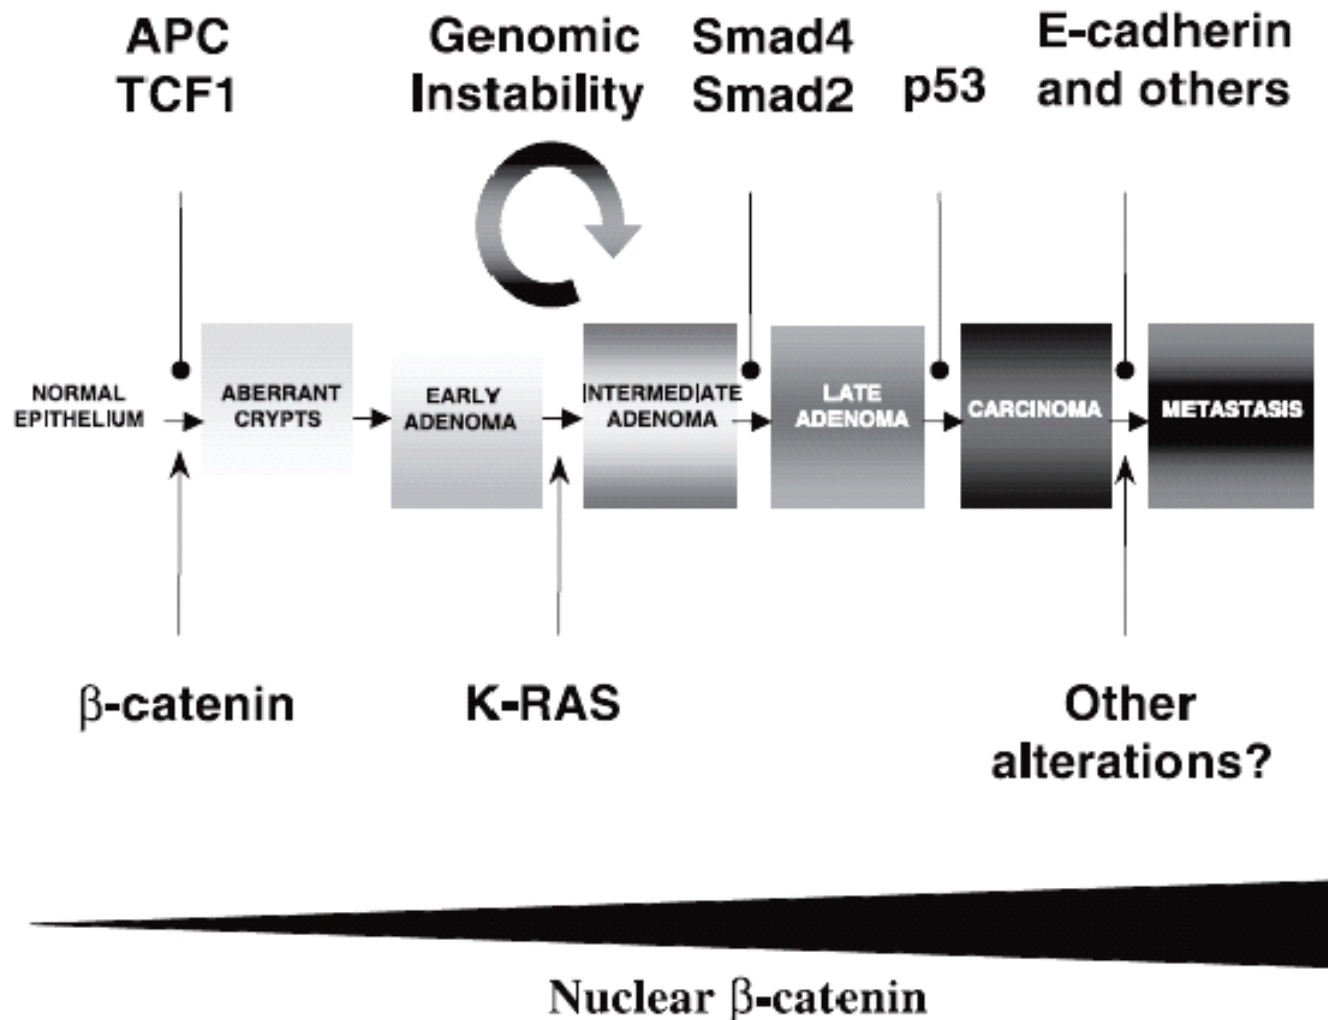 APC
TCF1
Genomic
Instability
Smad4
Smad2
p53
E-cadherin
and others
NORMAL
EPITHELIUM
ABERRANT
CRYPTS
EARLY
ADENOMA
INTERMEDIATE
ADENOMA
LATE
ADENOMA
CARCINOMA
METASTASIS
β-catenin
K-RAS
Other
alterations?
Nuclear β-catenin